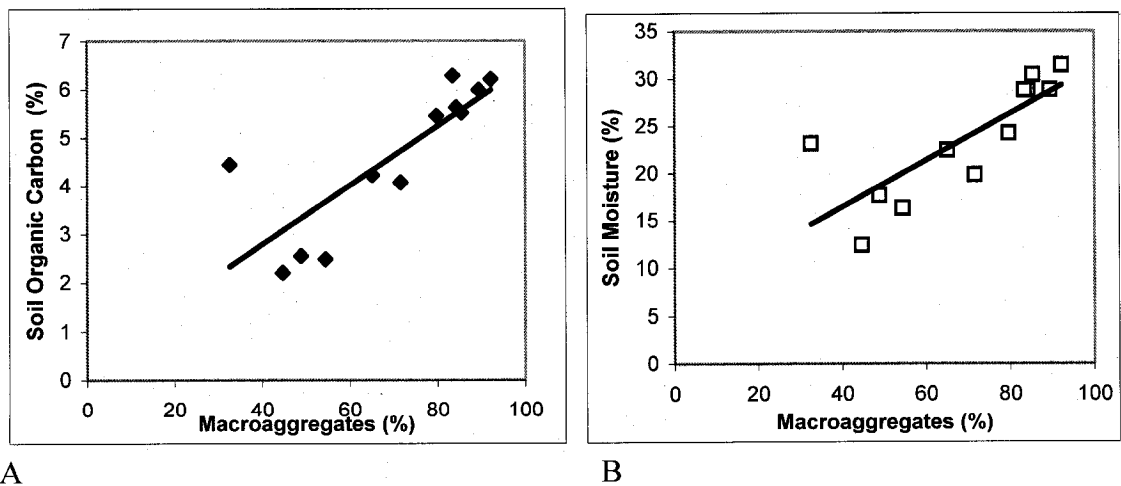 7
6
5
4
3
2
1
0
Soil Organic Carbon (%)
0 20 40 60 80 100
Macroaggregates (%)
A
35
30
25
20
15
10
5
0
Soil Moisture (%)
0 20 40 60 80 100
Macroaggregates (%)
B